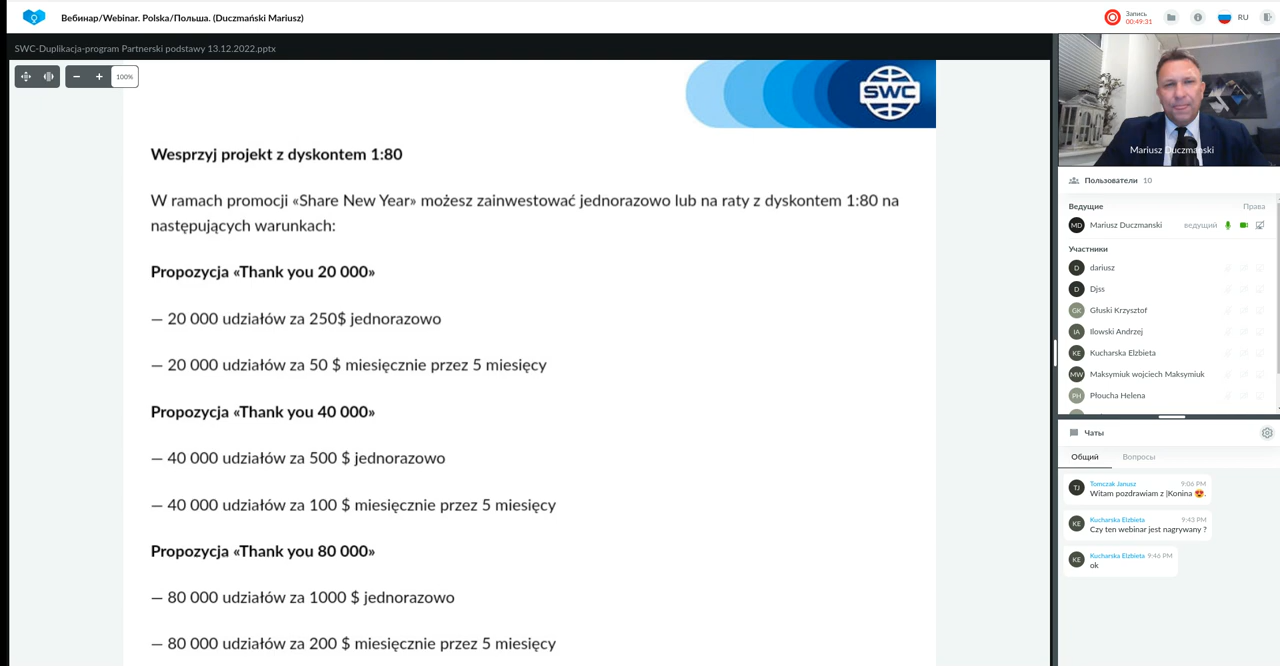 Вебинар/Webinar. Polska/Польша. (Duczmański Mariusz)
Запись
00:49:31
RU
SWC-Duplikacja-program Partnerski podstawy 13.12.2022.pptx
100%
SWC
Wesprzyj projekt z dyskontem 1:80
W ramach promocji «Share New Year» możesz zainwestować jednorazowo lub na raty z dyskontem 1:80 na
następujących warunkach:
Propozycja «Thank you 20 000»
— 20 000 udziałów za 250$ jednorazowo
— 20 000 udziałów za 50 $ miesięcznie przez 5 miesięcy
Propozycja «Thank you 40 000»
— 40 000 udziałów za 500 $ jednorazowo
— 40 000 udziałów za 100 $ miesięcznie przez 5 miesięcy
Propozycja «Thank you 80 000»
— 80 000 udziałów za 1000 $ jednorazowo
— 80 000 udziałów za 200 $ miesięcznie przez 5 miesięcy
Mariusz Duczmanski
Пользователи 10
Ведущие Права
MD Mariusz Duczmanski ведущий
Участники
D dariusz
D Djss
GK Głuski Krzysztof
IA Ilowski Andrzej
KE Kucharska Elzbieta
MW Maksymiuk wojciech Maksymiuk
PH Płoucha Helena
Чаты
Общий Вопросы
TJ Tomczak Janusz 9:06 PM
Witam pozdrawiam z |Konina 😍.
KE Kucharska Elzbieta 9:43 PM
Czy ten webinar jest nagrywany ?
KE Kucharska Elzbieta 9:46 PM
ok